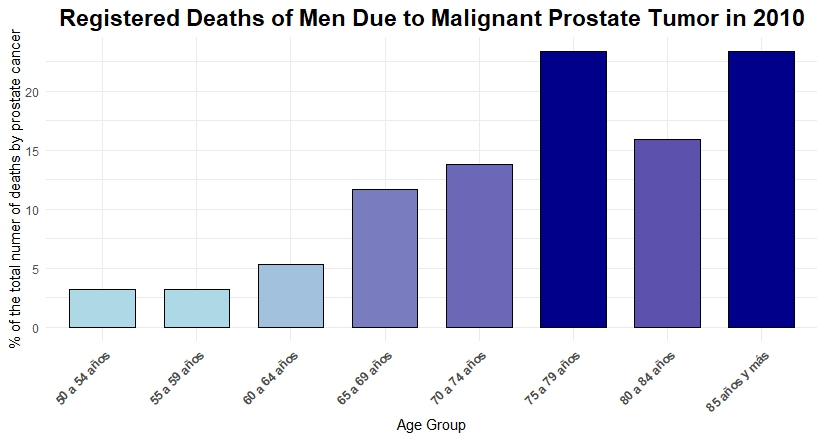 Registered Deaths of Men Due to Malignant Prostate Tumor in 2010
% of the total numer of deaths by prostate cancer
20
15
10
5
0
50 a 54 años
55 a 59 años
60 a 64 años
65 a 69 años
70 a 74 años
75 a 79 años
80 a 84 años
85 años y más
Age Group